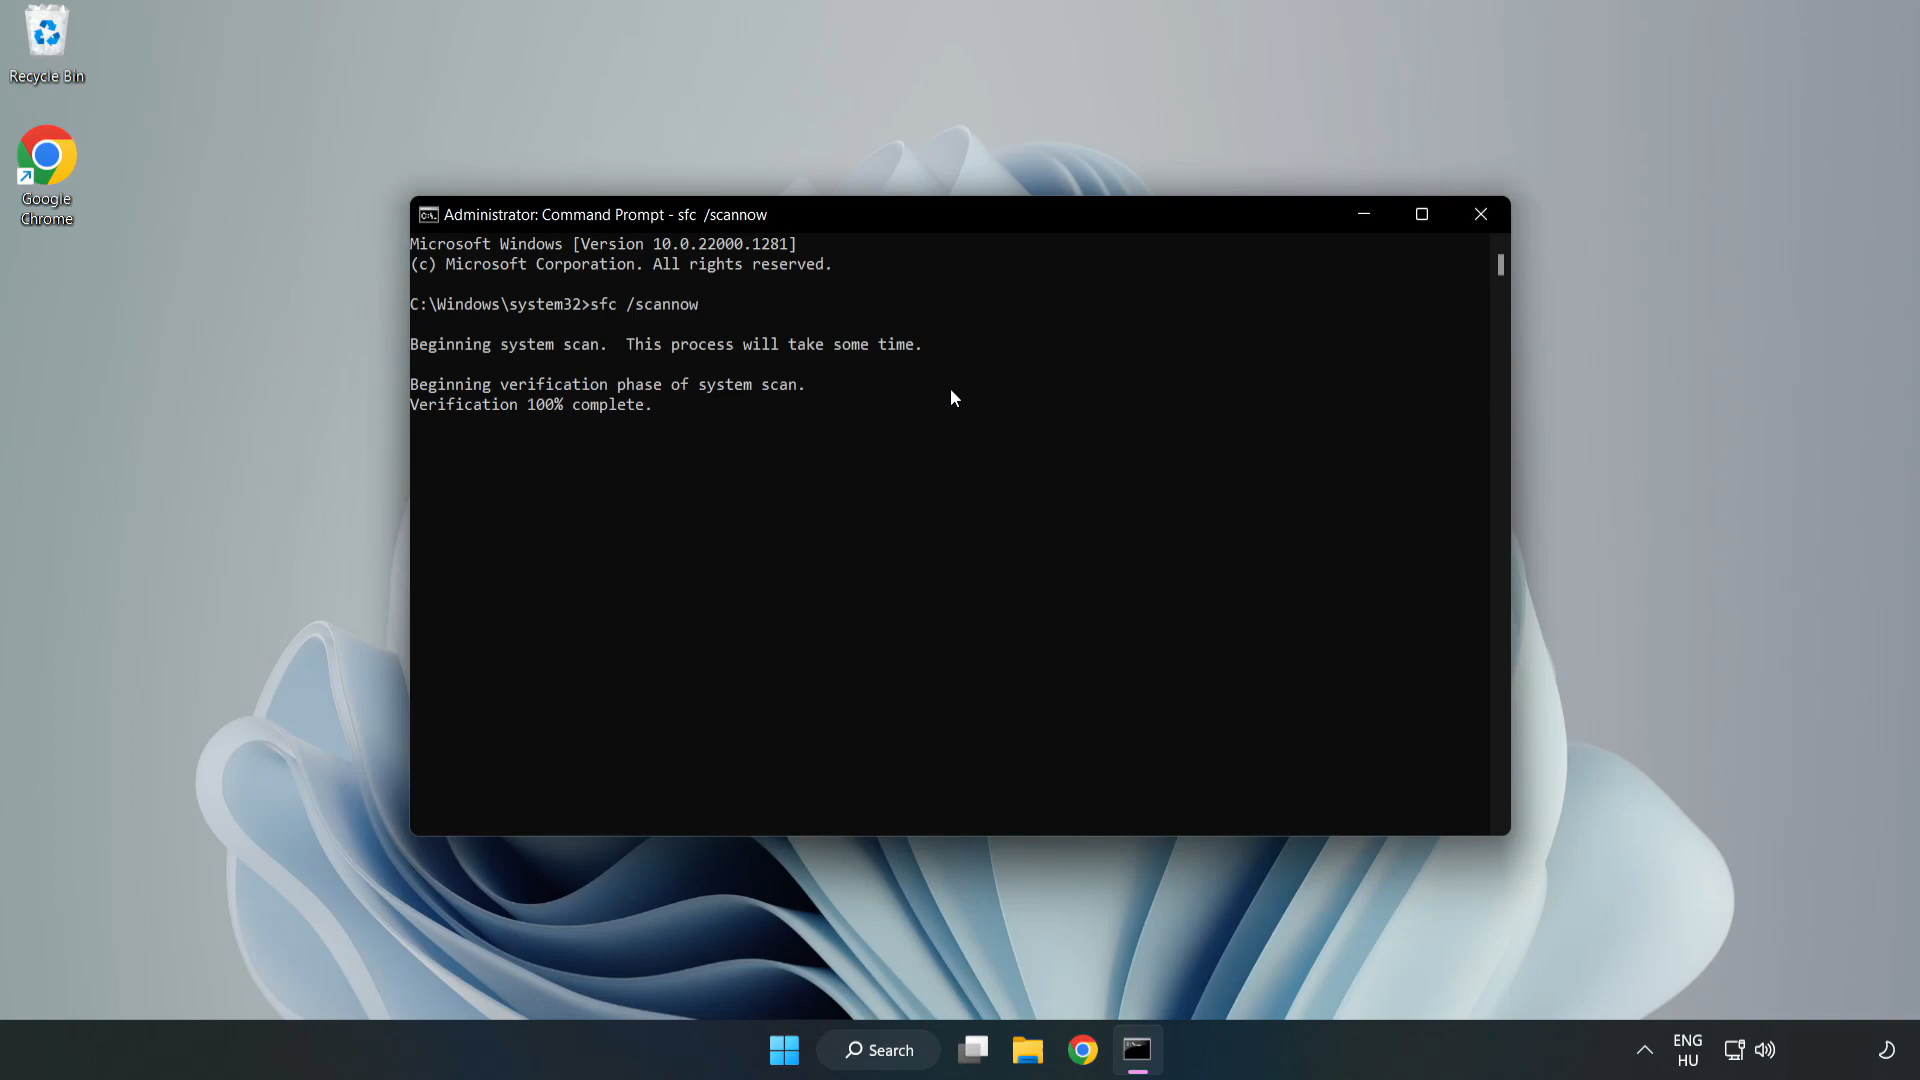 Recycle Bin
Google
Chrome
Administrator: Command Prompt - sfc  /scannow
Microsoft Windows [Version 10.0.22000.1281]
(c) Microsoft Corporation. All rights reserved.
C:\Windows\system32>sfc /scannow
Beginning system scan.  This process will take some time.
Beginning verification phase of system scan.
Verification 100% complete.
Search
ENG
HU